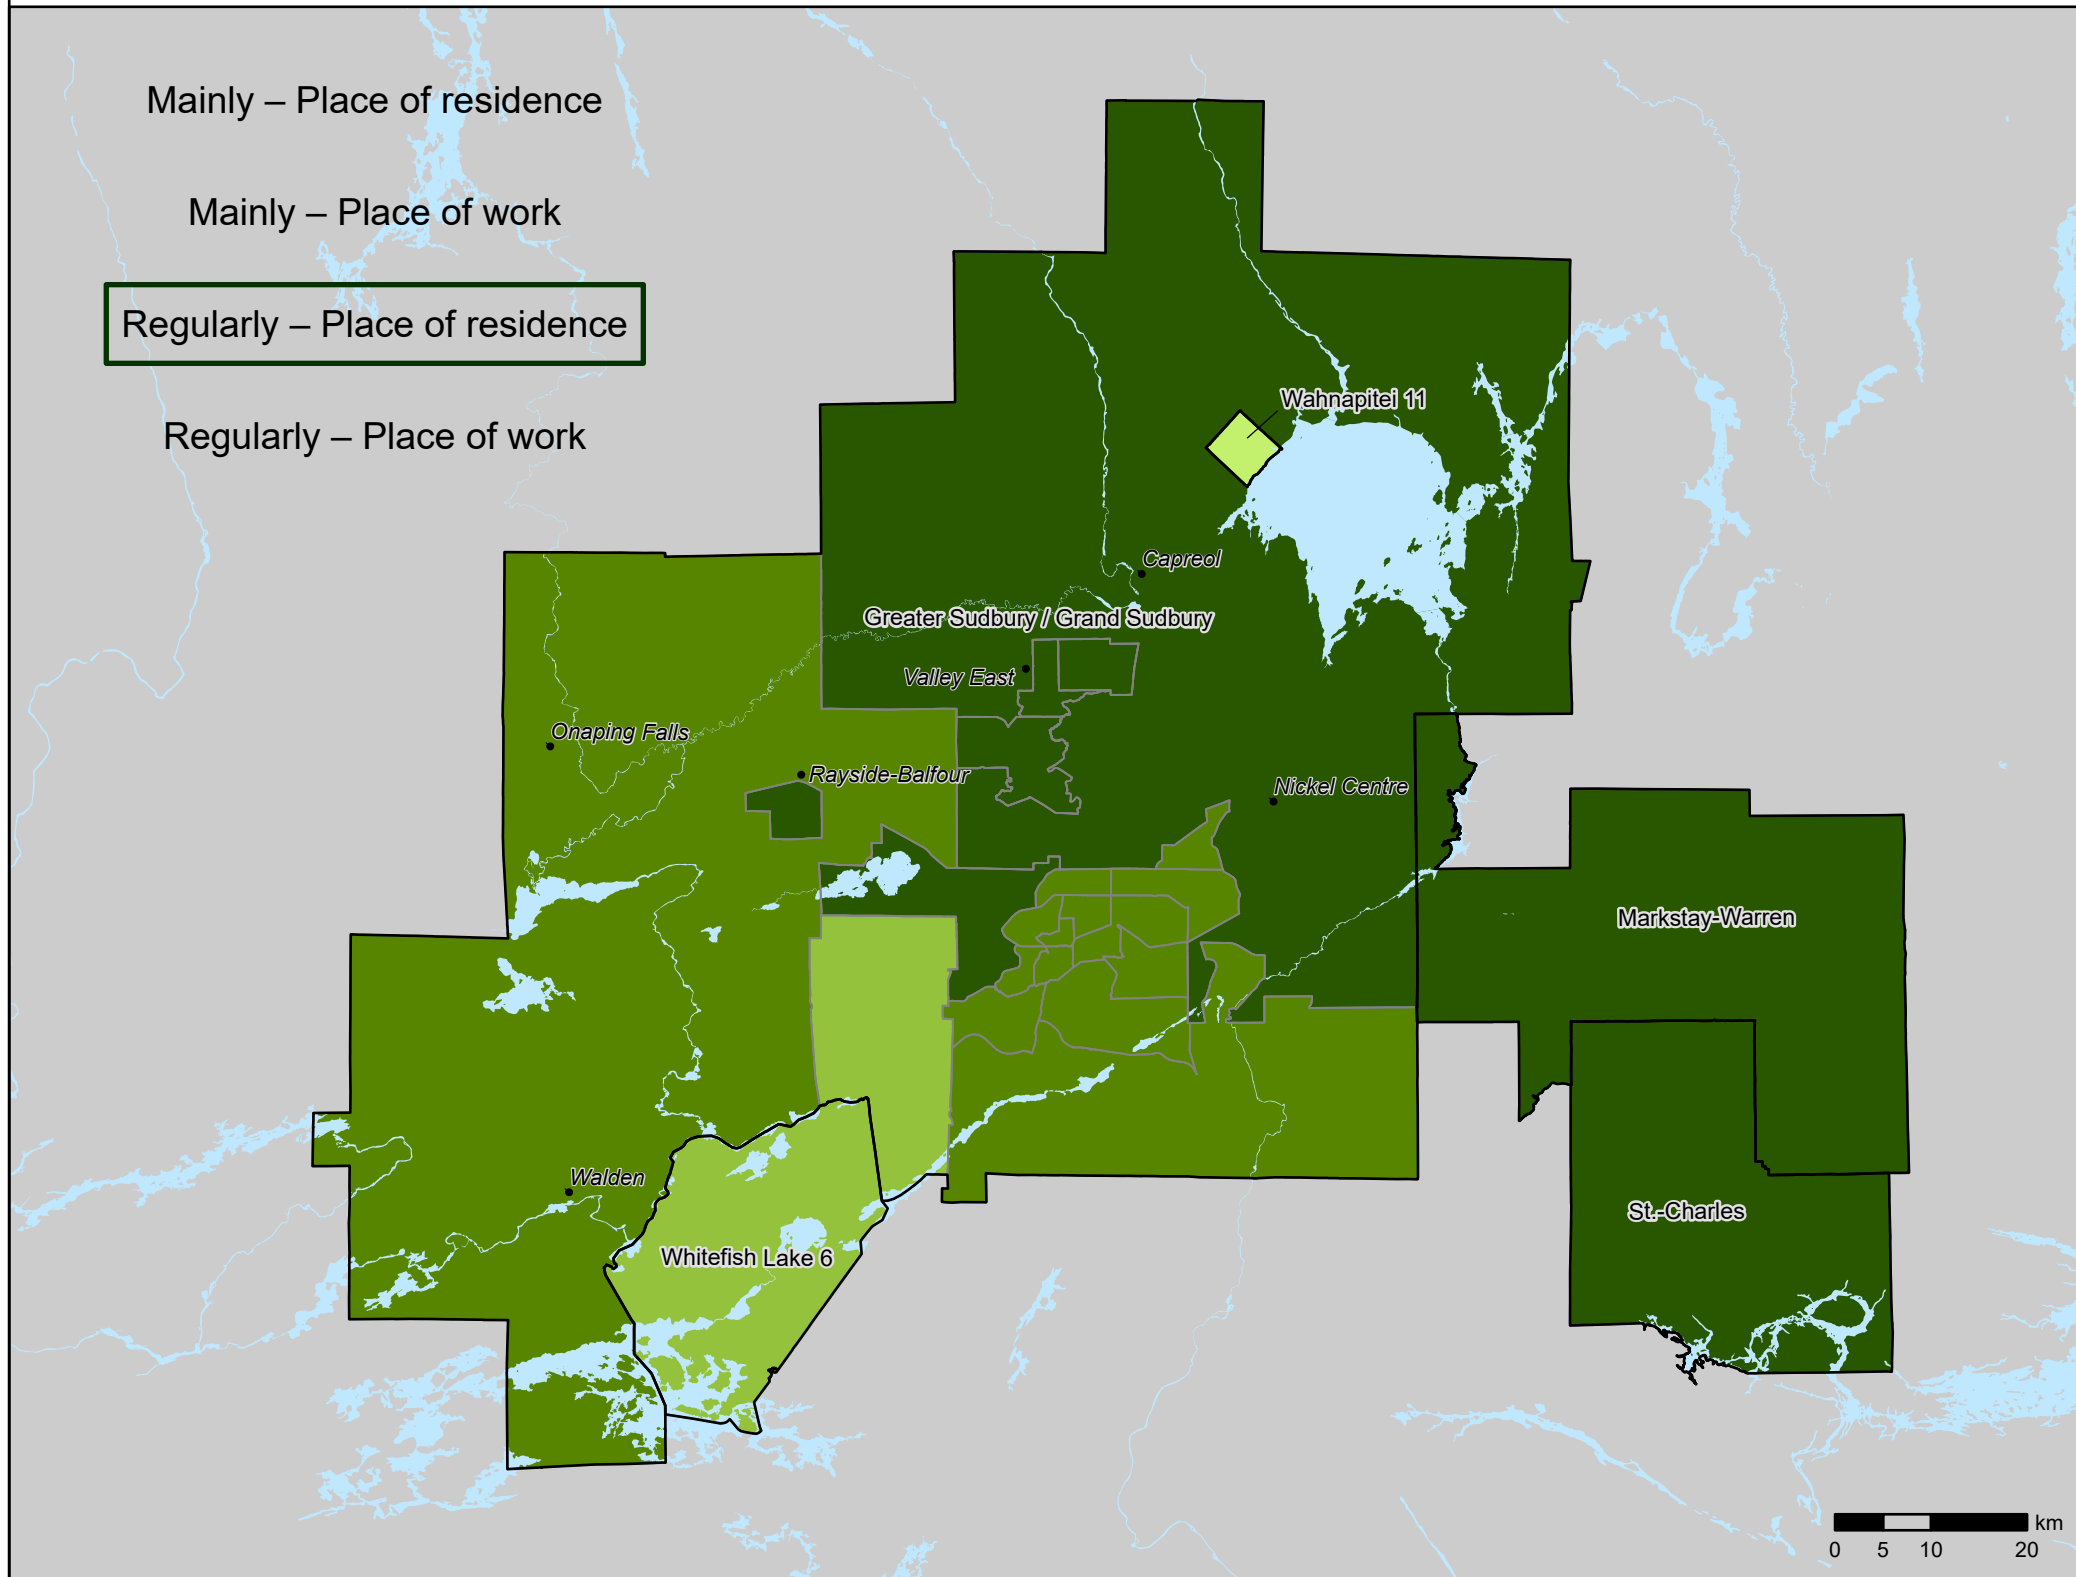 Mainly – Place of residence
Mainly – Place of work
Regularly – Place of residence
Regularly – Place of work
Wahnapitei 11
Capreol
Greater Sudbury / Grand Sudbury
Valley East
Onaping Falls
Rayside-Balfour
Nickel Centre
Markstay-Warren
Walden
St.-Charles
Whitefish Lake 6
km
0 5 10 20